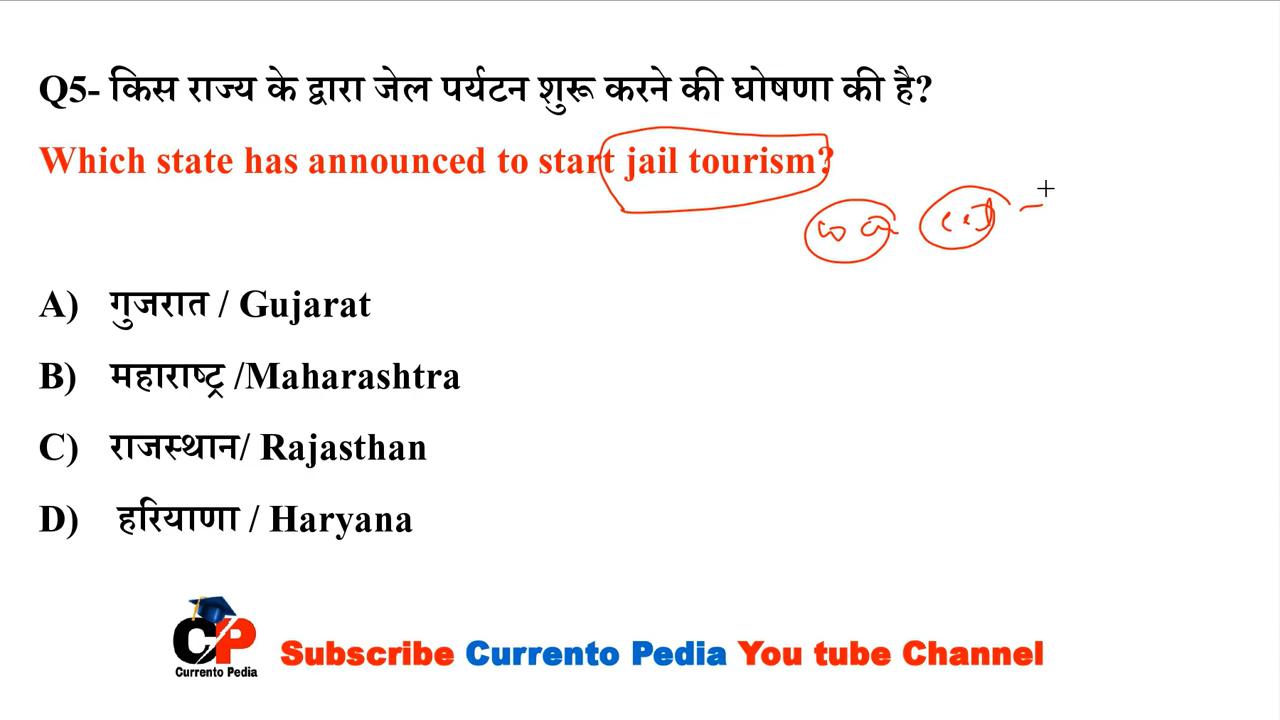 Q5- किस राज्य के द्वारा जेल पर्यटन शुरू करने की घोषणा की है?
Which state has announced to start jail tourism?
A) गुजरात / Gujarat
B) महाराष्ट्र /Maharashtra
C) राजस्थान/ Rajasthan
D) हरियाणा / Haryana
CP
Currento Pedia
Subscribe Currento Pedia You tube Channel